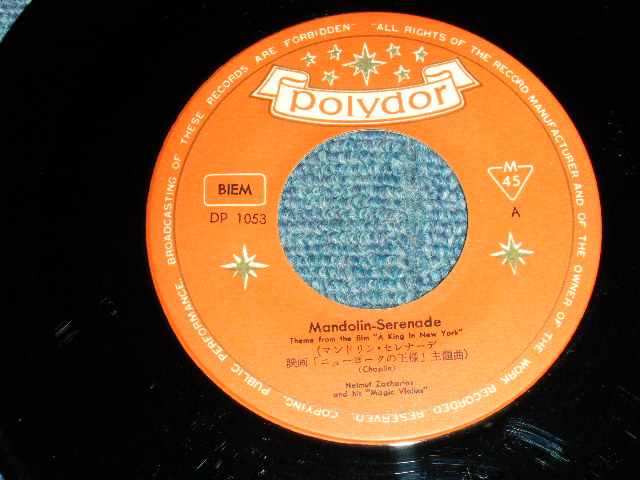 "ALL RIGHTS OF THE RECORD MANUFACTURER AND OF THE OWNER OF THE WORK RECORDED RESERVED. COPYING, PUBLIC PERFORMANCE, BROADCASTING OF THESE RECORDS ARE FORBIDDEN"
polydor
BIEM
DP 1053
M
45
A
Mandolin-Serenade
Theme from the film "A King In New York"
(マンドリン・セレナーデ
映画「ニューヨークの王様」主題曲)
(Chaplin)
Helmut Zacharias
and his "Magic Violins"